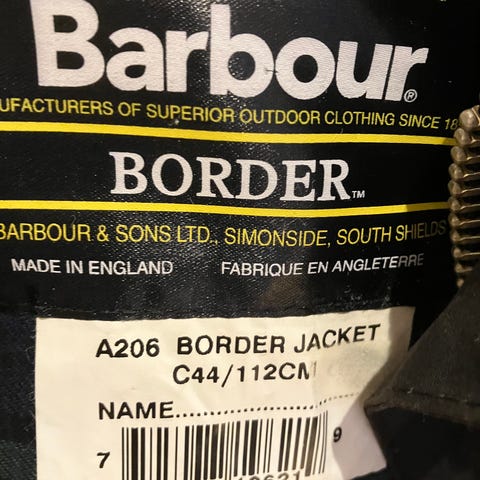 Barbour®
UFACTURERS OF SUPERIOR OUTDOOR CLOTHING SINCE 18
BORDER™
BARBOUR & SONS LTD., SIMONSIDE, SOUTH SHIELDS
MADE IN ENGLAND FABRIQUE EN ANGLETERRE
A206 BORDER JACKET
C44/112CM
NAME....................
7 9